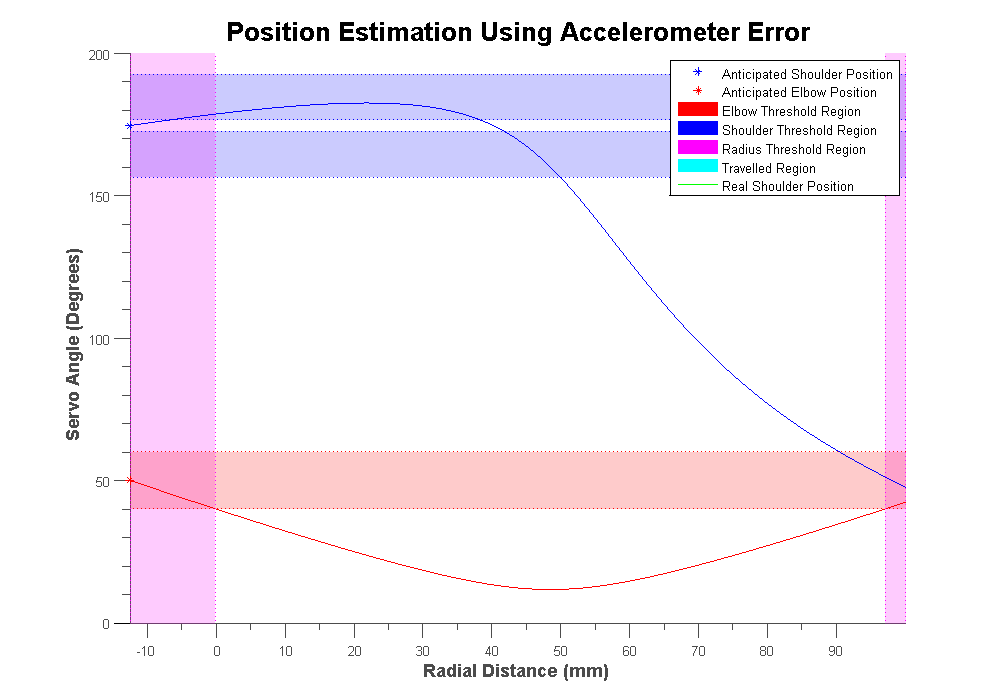 Position Estimation Using Accelerometer Error
Anticipated Shoulder Position
Anticipated Elbow Position
Elbow Threshold Region
Shoulder Threshold Region
Radius Threshold Region
Travelled Region
Real Shoulder Position
Servo Angle (Degrees)
200
150
100
50
0
-10 0 10 20 30 40 50 60 70 80 90
Radial Distance (mm)